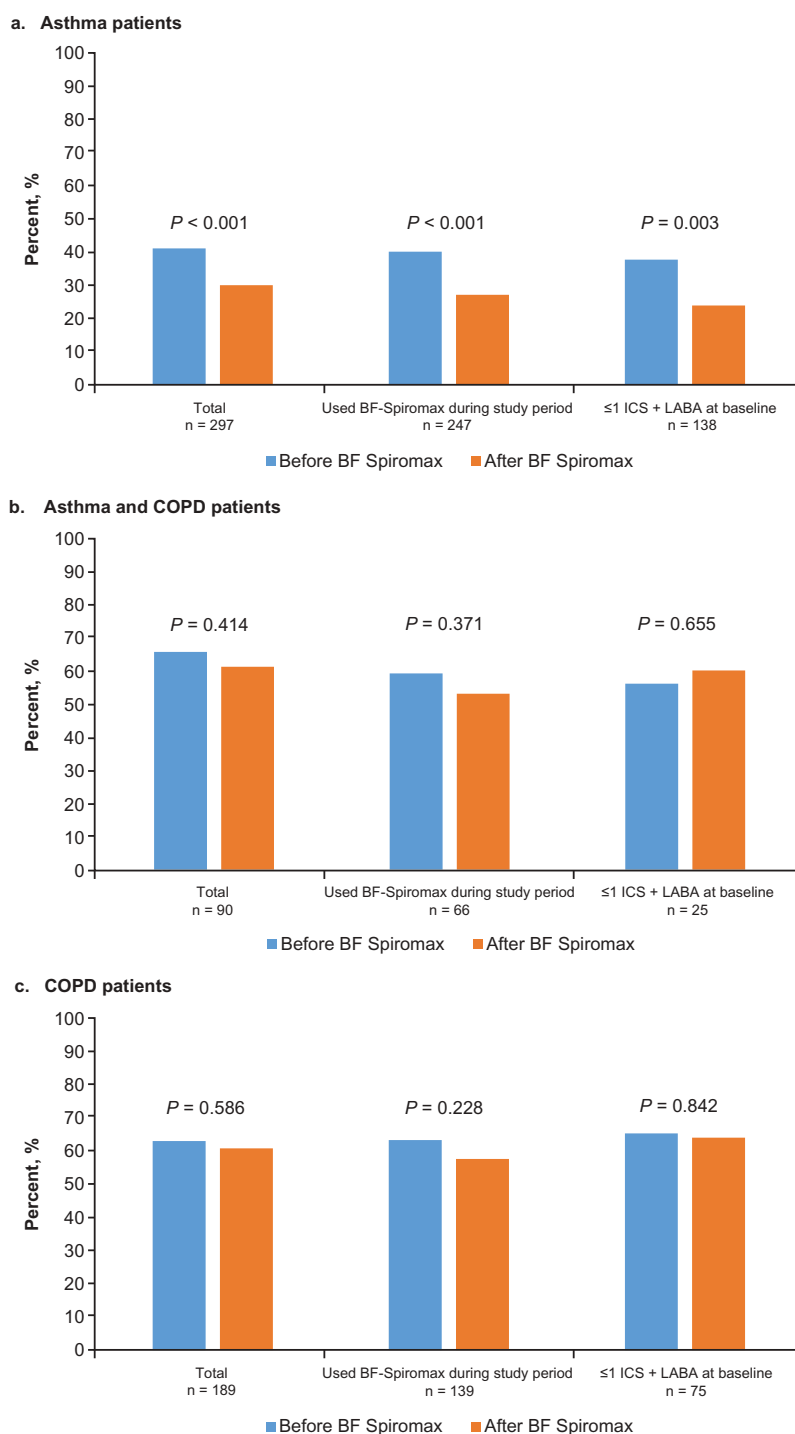 a. Asthma patients
100
90
80
70
60
50
40
30
20
10
0
Percent, %
P < 0.001
P < 0.001
P = 0.003
Total
n = 297
Used BF-Spiromax during study period
n = 247
≤1 ICS + LABA at baseline
n = 138
Before BF Spiromax
After BF Spiromax
b. Asthma and COPD patients
100
90
80
70
60
50
40
30
20
10
0
Percent, %
P = 0.414
P = 0.371
P = 0.655
Total
n = 90
Used BF-Spiromax during study period
n = 66
≤1 ICS + LABA at baseline
n = 25
Before BF Spiromax
After BF Spiromax
c. COPD patients
100
90
80
70
60
50
40
30
20
10
0
Percent, %
P = 0.586
P = 0.228
P = 0.842
Total
n = 189
Used BF-Spiromax during study period
n = 139
≤1 ICS + LABA at baseline
n = 75
Before BF Spiromax
After BF Spiromax